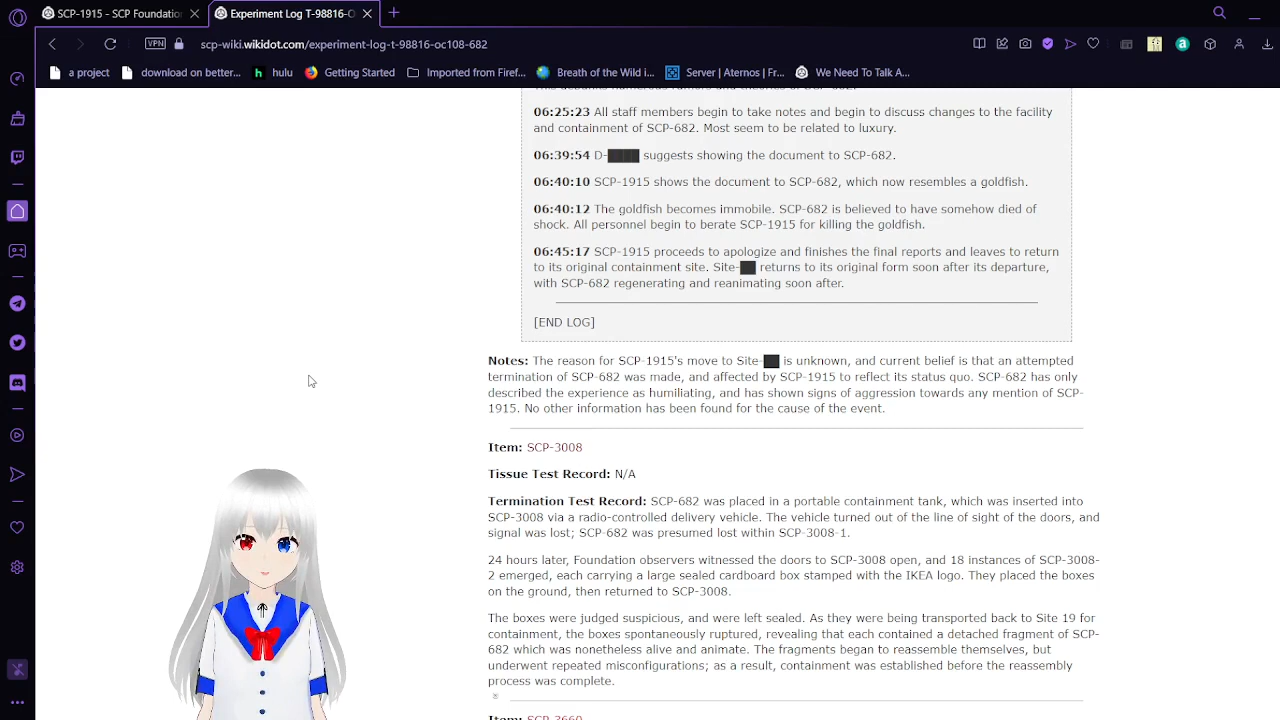 SCP-1915 - SCP Foundatio
Experiment Log T-98816-O
VPN
scp-wiki.wikidot.com/experiment-log-t-98816-oc108-682
a project
download on better...
hulu
Getting Started
Imported from Firef...
Breath of the Wild i...
Server | Aternos | Fr...
We Need To Talk A...
06:25:23 All staff members begin to take notes and begin to discuss changes to the facility
and containment of SCP-682. Most seem to be related to luxury.
06:39:54 D-████ suggests showing the document to SCP-682.
06:40:10 SCP-1915 shows the document to SCP-682, which now resembles a goldfish.
06:40:12 The goldfish becomes immobile. SCP-682 is believed to have somehow died of
shock. All personnel begin to berate SCP-1915 for killing the goldfish.
06:45:17 SCP-1915 proceeds to apologize and finishes the final reports and leaves to return
to its original containment site. Site-██ returns to its original form soon after its departure,
with SCP-682 regenerating and reanimating soon after.
[END LOG]
Notes: The reason for SCP-1915's move to Site-██ is unknown, and current belief is that an attempted
termination of SCP-682 was made, and affected by SCP-1915 to reflect its status quo. SCP-682 has only
described the experience as humiliating, and has shown signs of aggression towards any mention of SCP-
1915. No other information has been found for the cause of the event.
Item: SCP-3008
Tissue Test Record: N/A
Termination Test Record: SCP-682 was placed in a portable containment tank, which was inserted into
SCP-3008 via a radio-controlled delivery vehicle. The vehicle turned out of the line of sight of the doors, and
signal was lost; SCP-682 was presumed lost within SCP-3008-1.
24 hours later, Foundation observers witnessed the doors to SCP-3008 open, and 18 instances of SCP-3008-
2 emerged, each carrying a large sealed cardboard box stamped with the IKEA logo. They placed the boxes
on the ground, then returned to SCP-3008.
The boxes were judged suspicious, and were left sealed. As they were being transported back to Site 19 for
containment, the boxes spontaneously ruptured, revealing that each contained a detached fragment of SCP-
682 which was nonetheless alive and animate. The fragments began to reassemble themselves, but
underwent repeated misconfigurations; as a result, containment was established before the reassembly
process was complete.
Item: SCP-3660